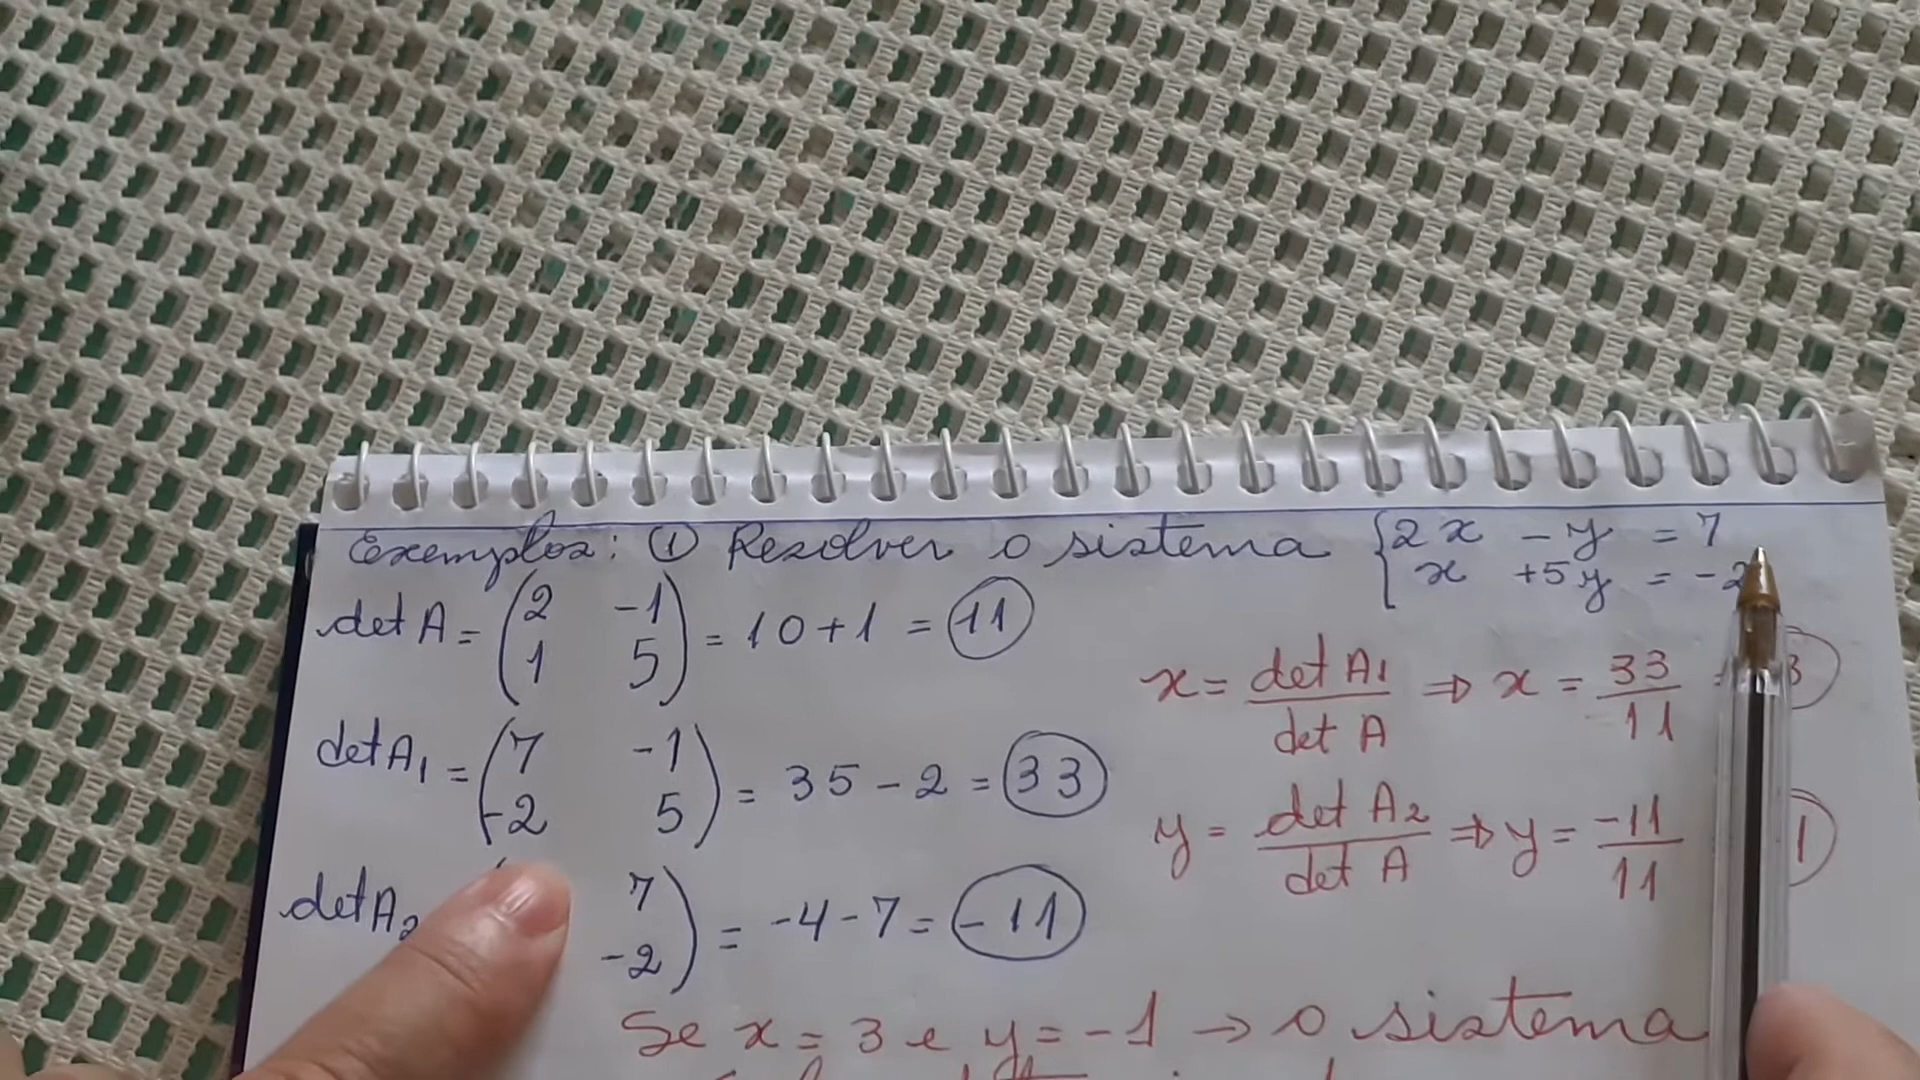 Exemplos: ① Resolver o sistema { 2x - y = 7
x + 5y = -2
det A = ( 2 -1
1 5 ) = 10 + 1 = 11
x = det A₁ / det A ⇒ x = 33 / 11 = 3
det A₁ = ( 7 -1
-2 5 ) = 35 - 2 = 33
y = det A₂ / det A ⇒ y = -11 / 11
1
det A₂ 7
-2 ) = -4 - 7 = -11
Se x = 3 e y = -1 → o sistema